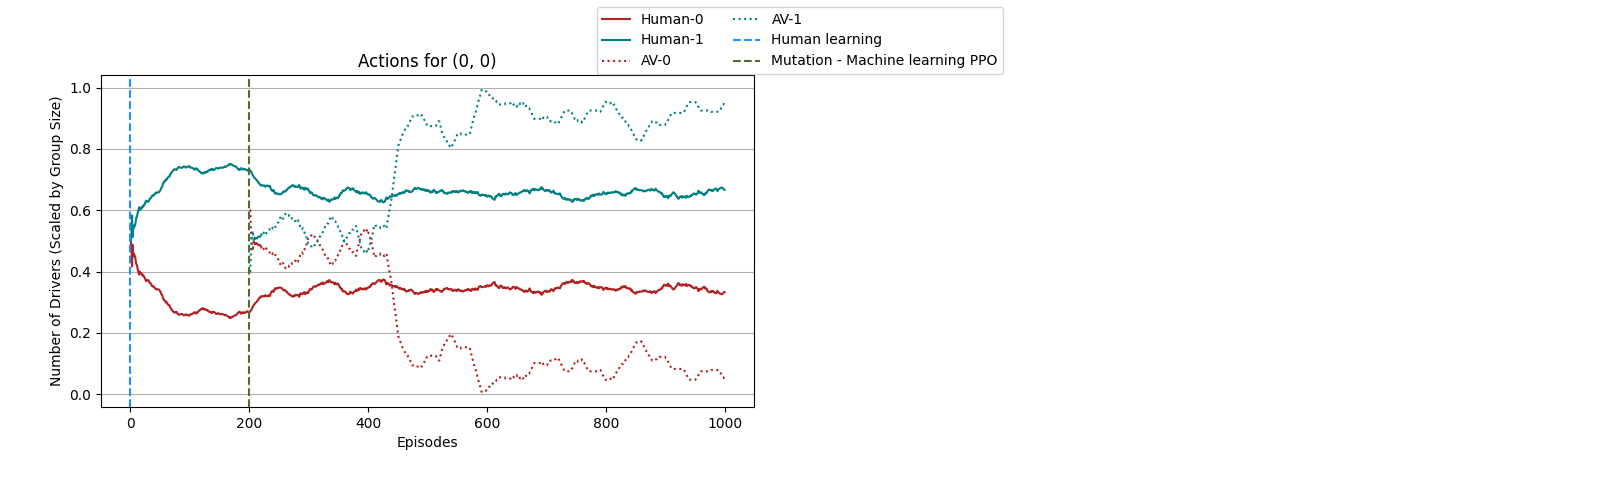 Human-0
Human-1
AV-0
AV-1
Human learning
Mutation - Machine learning PPO
Actions for (0, 0)
Number of Drivers (Scaled by Group Size)
1.0
0.8
0.6
0.4
0.2
0.0
0 200 400 600 800 1000
Episodes